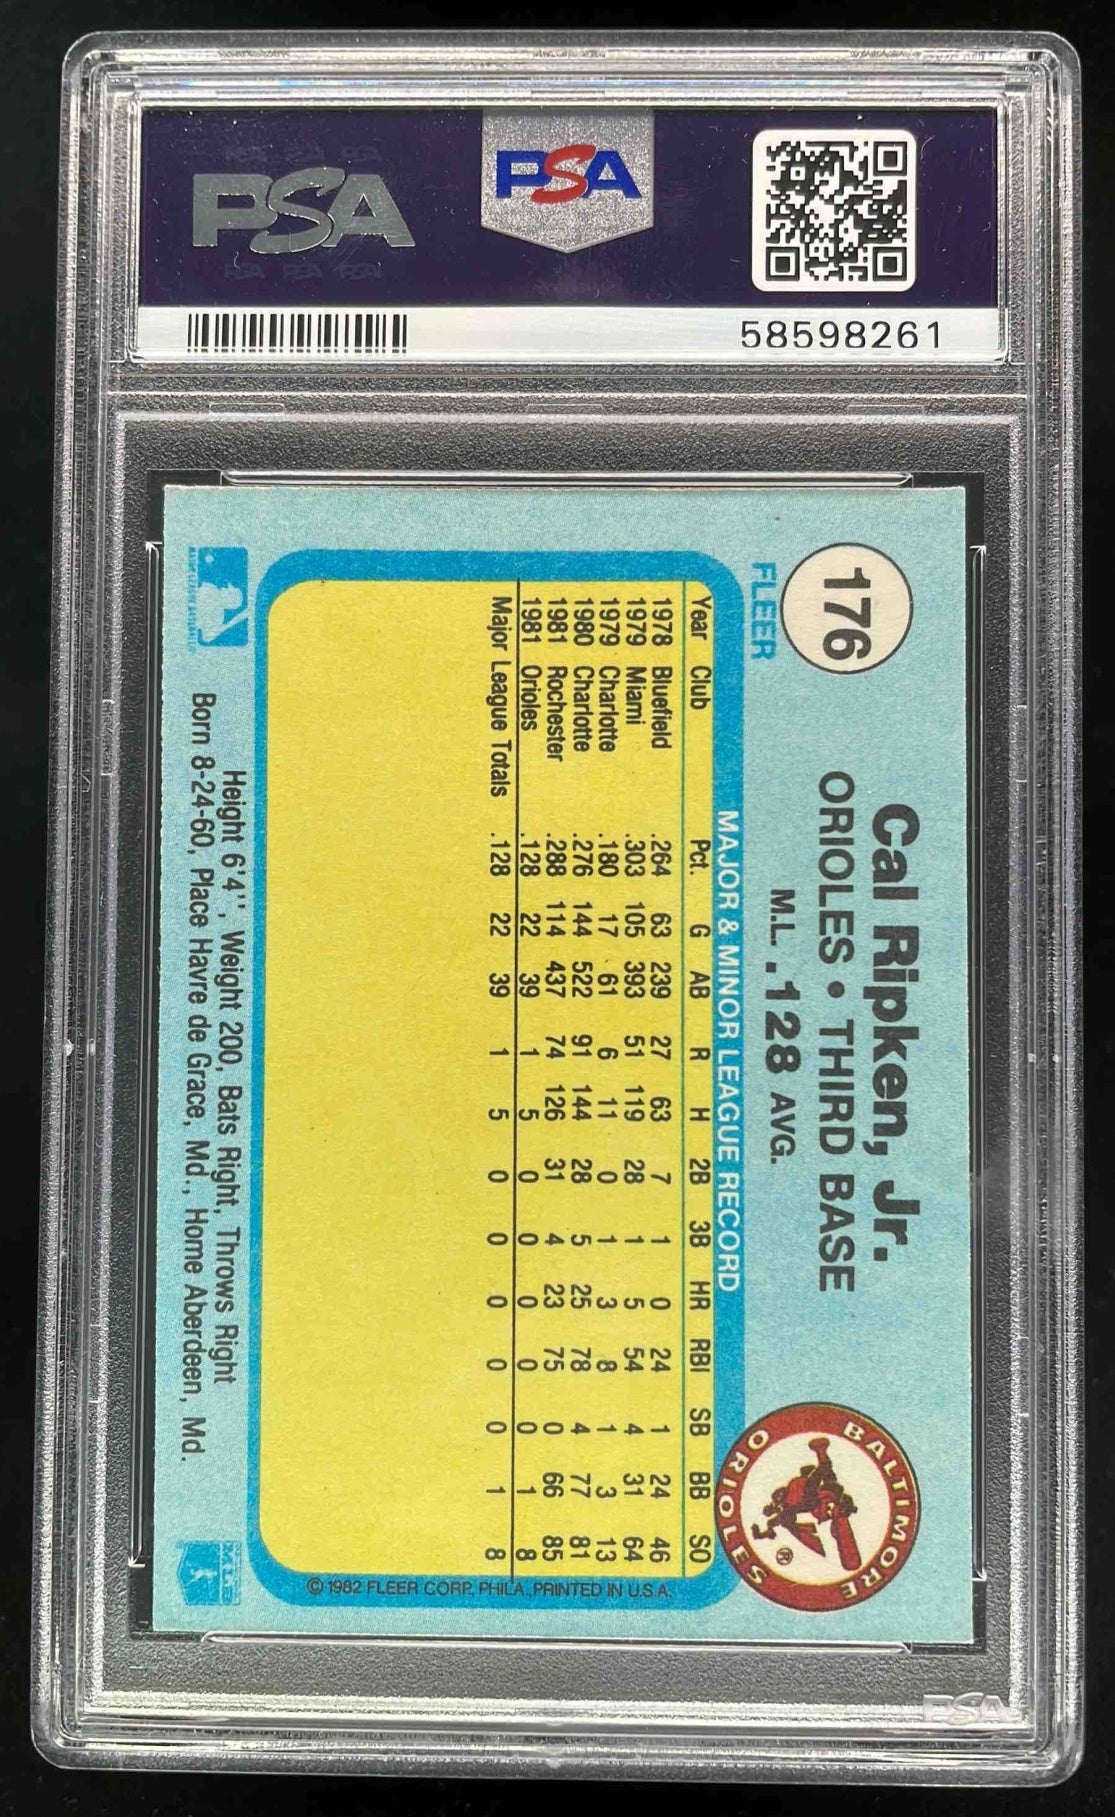 PSA
PSA
58598261
176
FLEER
Cal Ripken, Jr.
ORIOLES • THIRD BASE
M.L. .128 AVG.
BALTIMORE
ORIOLES
®
MAJOR & MINOR LEAGUE RECORD
Year Club Pct. G AB R H 2B 3B HR RBI SB BB SO
1978 Bluefield .264 63 239 27 63 7 1 0 24 1 24 46
1979 Miami .303 105 393 51 119 28 1 5 54 4 31 64
1979 Charlotte .180 17 61 6 11 0 1 3 8 1 3 13
1980 Charlotte .276 144 522 91 144 28 5 25 78 4 77 81
1981 Rochester .288 114 437 74 126 31 4 23 75 0 66 85
1981 Orioles .128 22 39 1 5 0 0 0 0 0 1 8
Major League Totals .128 22 39 1 5 0 0 0 0 0 1 8
© 1982 FLEER CORP. PHILA., PRINTED IN U.S.A.
Height 6'4'', Weight 200, Bats Right, Throws Right
Born 8-24-60, Place Havre de Grace, Md., Home Aberdeen, Md.
PSA